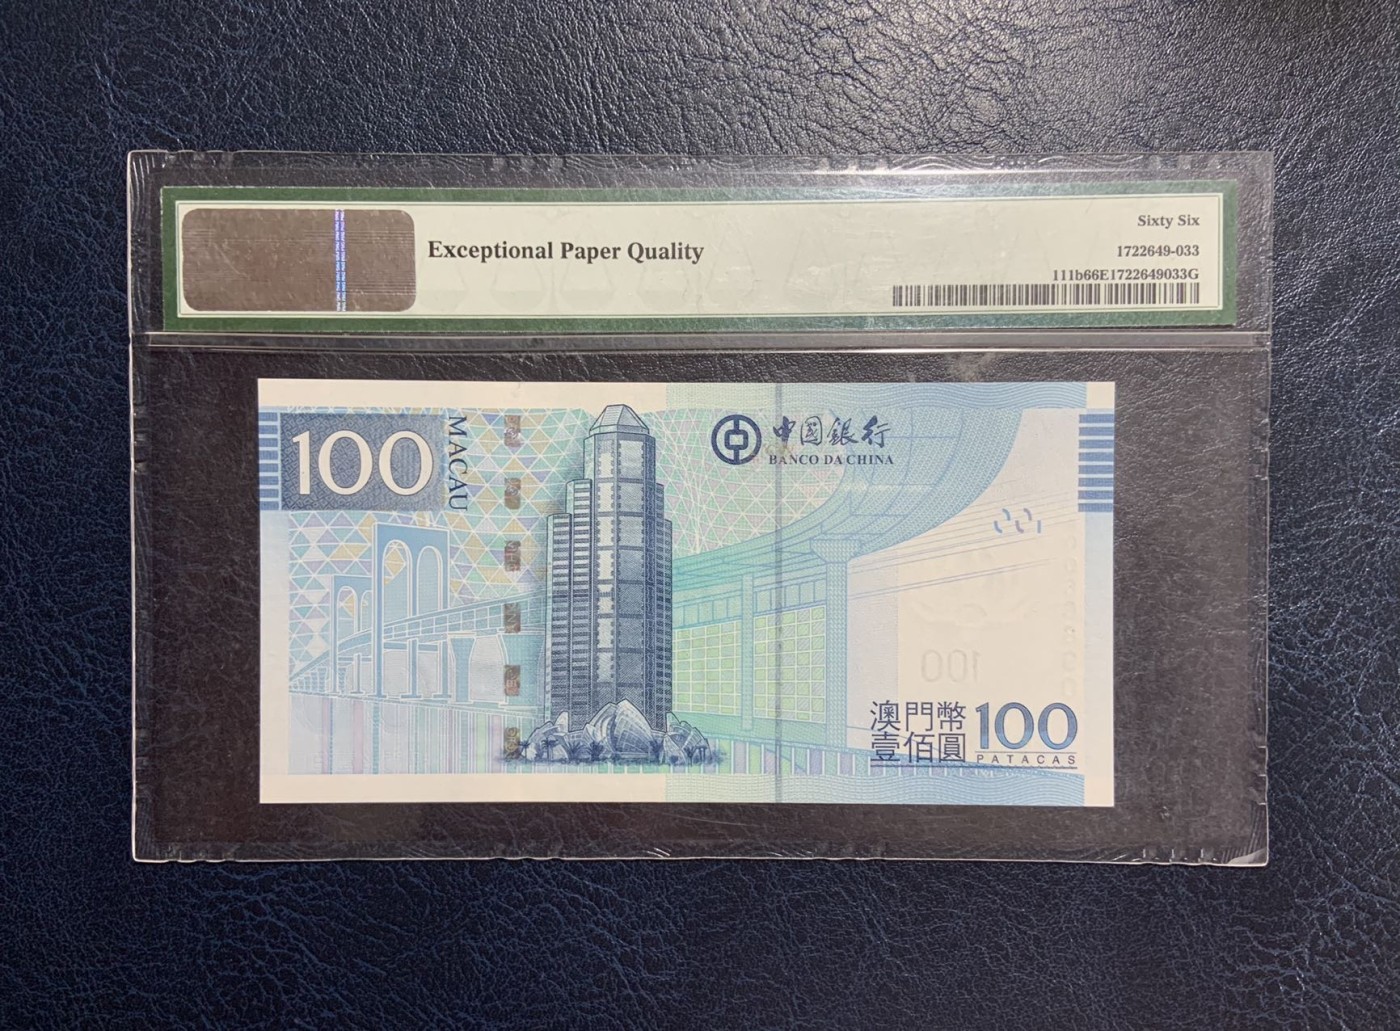 Exceptional Paper Quality
Sixty Six
1722649-033
111b66E1722649033G
100
MACAU
中國銀行
BANCO DA CHINA
100
澳門幣
壹佰圓
100
PATACAS